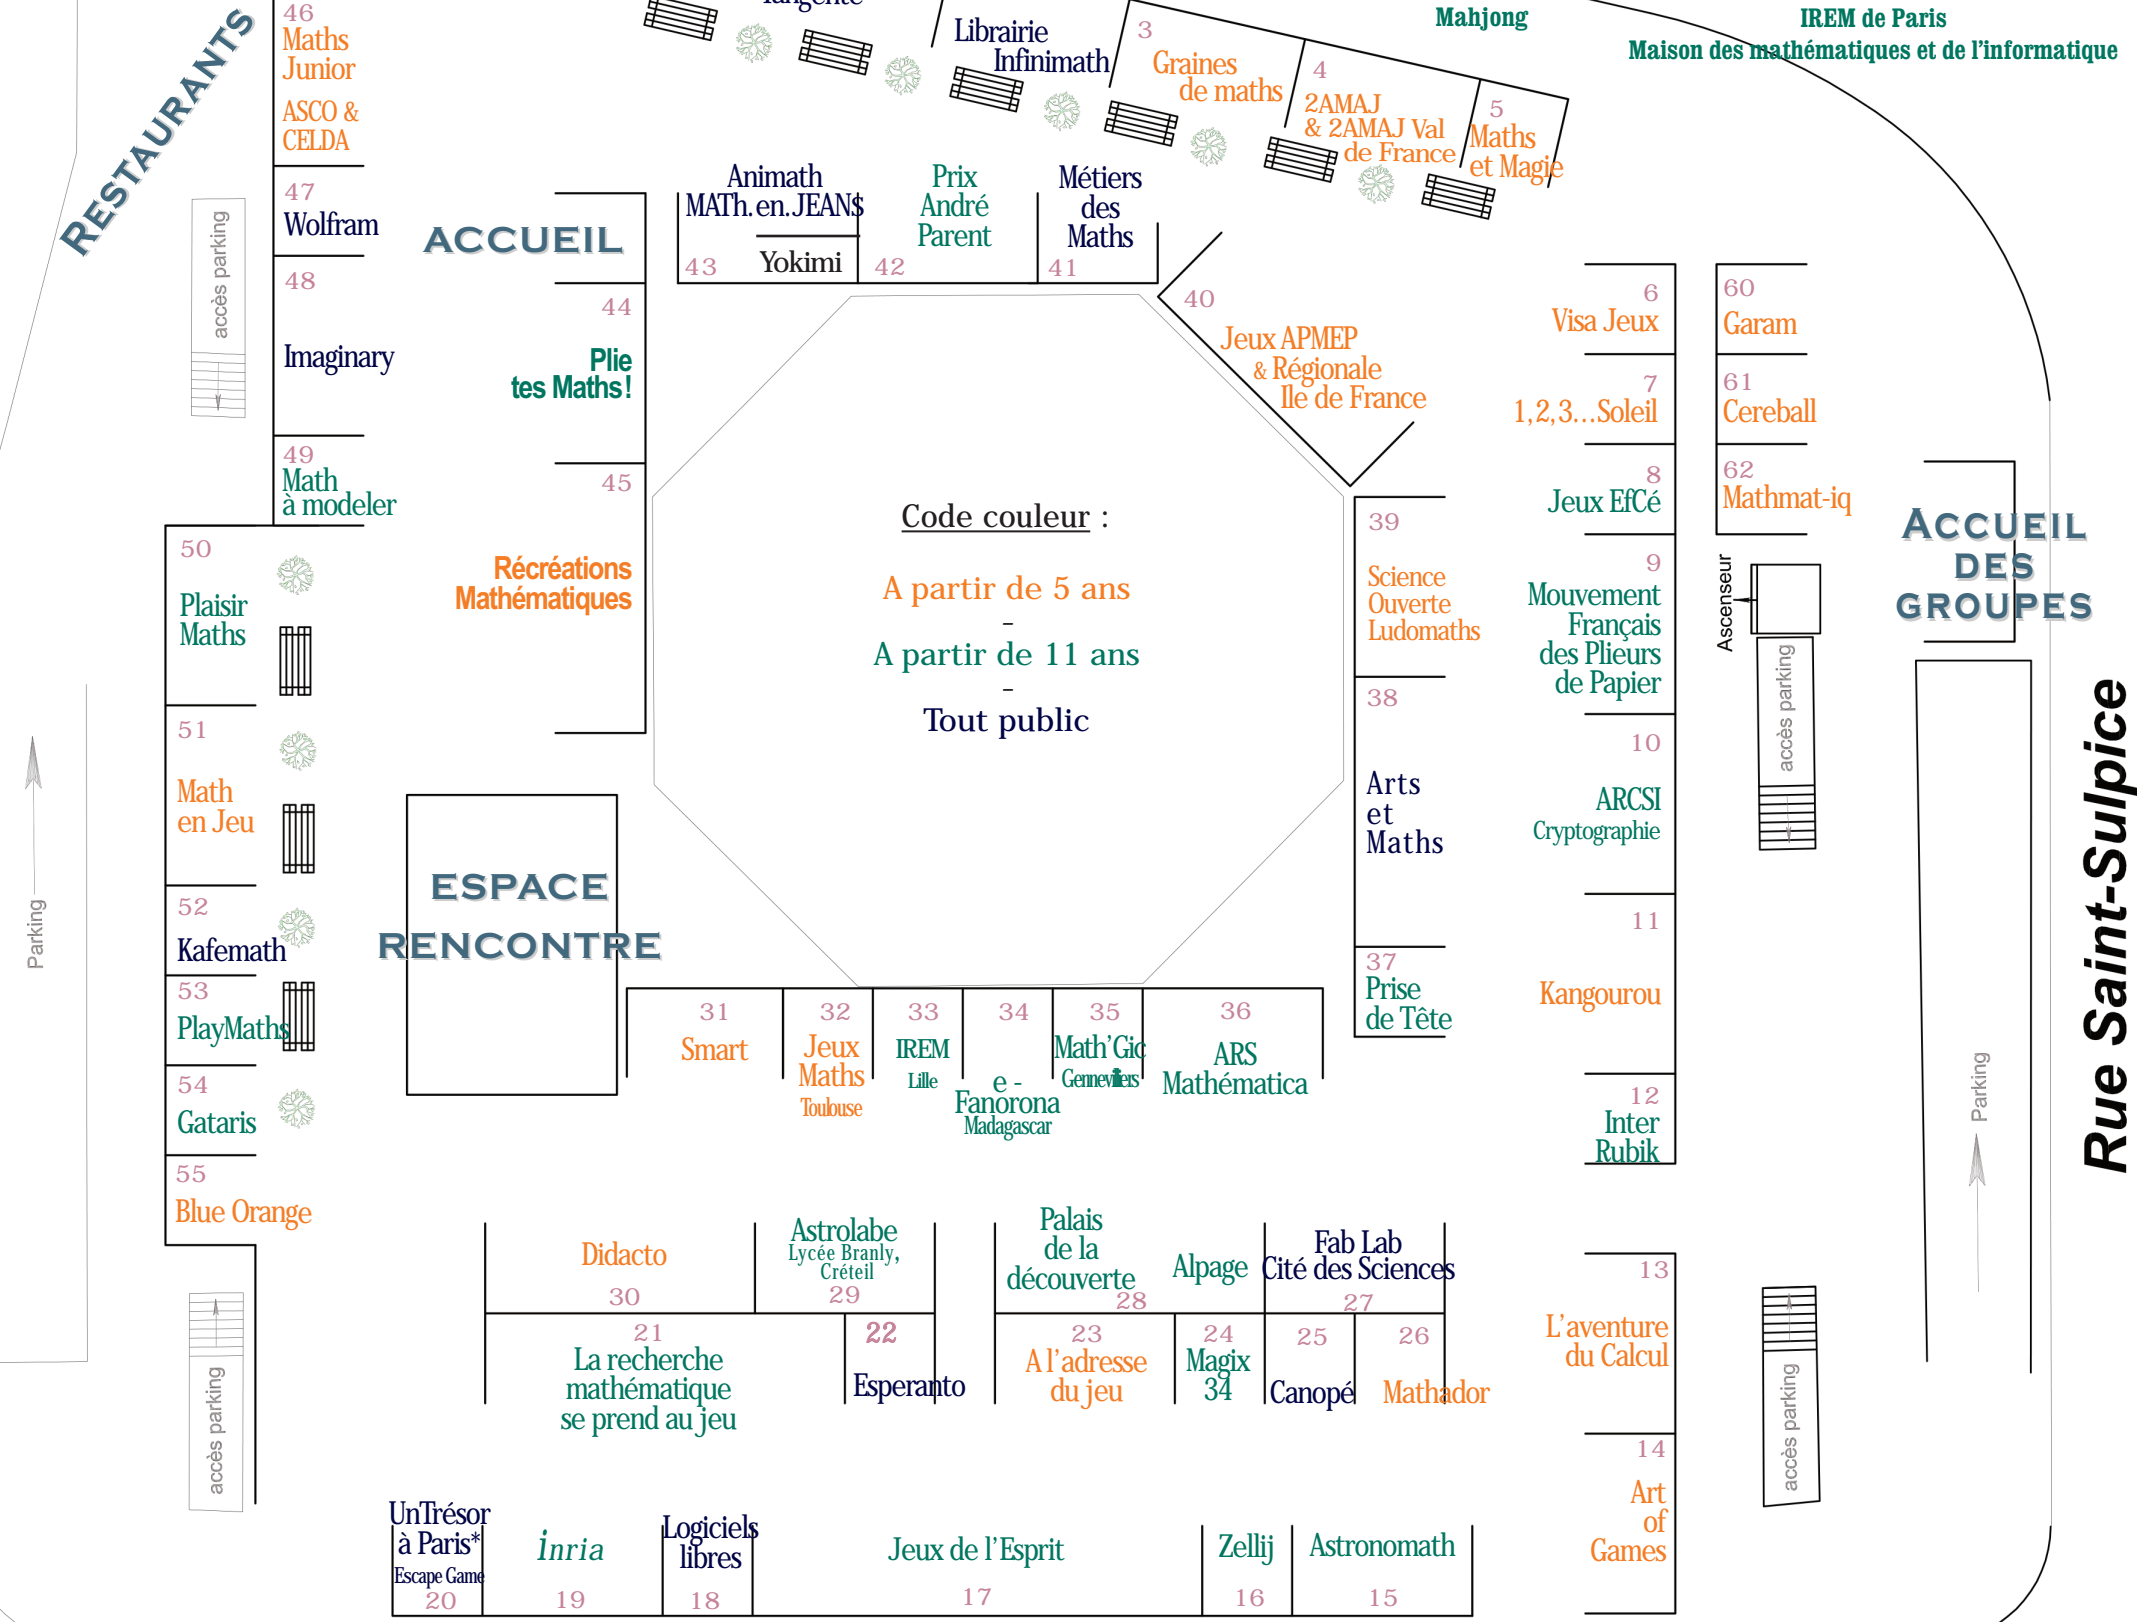 RESTAURANTS
46
Maths
Junior
ASCO &
CELDA
47
Wolfram
48
Imaginary
49
Math
à modeler
accès parking
ACCUEIL
44
Plie
tes Maths!
45
Récréations
Mathématiques
Librairie
Infinimath
3
Graines
de maths
4
2AMAJ
& 2AMAJ Val
de France
5
Maths
et Magie
Mahjong
IREM de Paris
Maison des mathématiques et de l'informatique
Animath
MATh.en.JEANS
Yokimi
43
Prix
André
Parent
42
Métiers
des
Maths
41
40
Jeux APMEP
& Régionale
Ile de France
6
Visa Jeux
7
1,2,3...Soleil
8
Jeux EfCé
9
Mouvement
Français
des Plieurs
de Papier
10
ARCSI
Cryptographie
11
Kangourou
12
Inter
Rubik
60
Garam
61
Cereball
62
Mathmat-iq
Ascenseur
accès parking
ACCUEIL
DES
GROUPES
Rue Saint-Sulpice
Parking
Code couleur :
A partir de 5 ans
–
A partir de 11 ans
–
Tout public
39
Science
Ouverte
Ludomaths
38
Arts
et
Maths
37
Prise
de Tête
50
Plaisir
Maths
51
Math
en Jeu
52
Kafemath
53
PlayMaths
54
Gataris
55
Blue Orange
Parking
accès parking
ESPACE
RENCONTRE
31
Smart
32
Jeux
Maths
Toulouse
33
IREM
Lille
34
e -
Fanorona
Madagascar
35
Math'Gic
Gennevilliers
36
ARS
Mathématica
Didacto
30
Astrolabe
Lycée Branly,
Créteil
29
Palais
de la
découverte
Alpage
28
Fab Lab
Cité des Sciences
27
21
La recherche
mathématique
se prend au jeu
22
Esperanto
23
A l'adresse
du jeu
24
Magix
34
25
Canopé
26
Mathador
13
L'aventure
du Calcul
14
Art
of
Games
accès parking
UnTrésor
à Paris*
Escape Game
20
inria
19
Logiciels
libres
18
Jeux de l'Esprit
17
Zellij
16
Astronomath
15